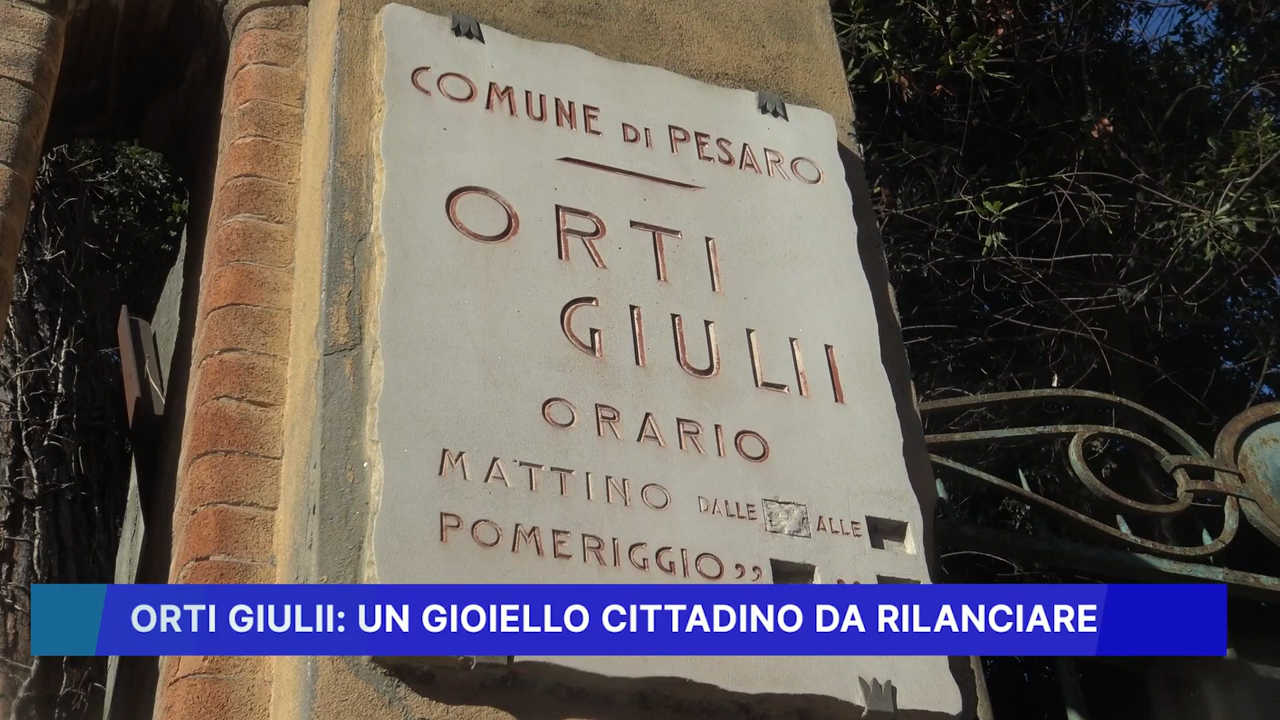 COMUNE DI PESARO
ORTI
GIULII
ORARIO
MATTINO DALLE ALLE
POMERIGGIO ,, ,,
ORTI GIULII: UN GIOIELLO CITTADINO DA RILANCIARE